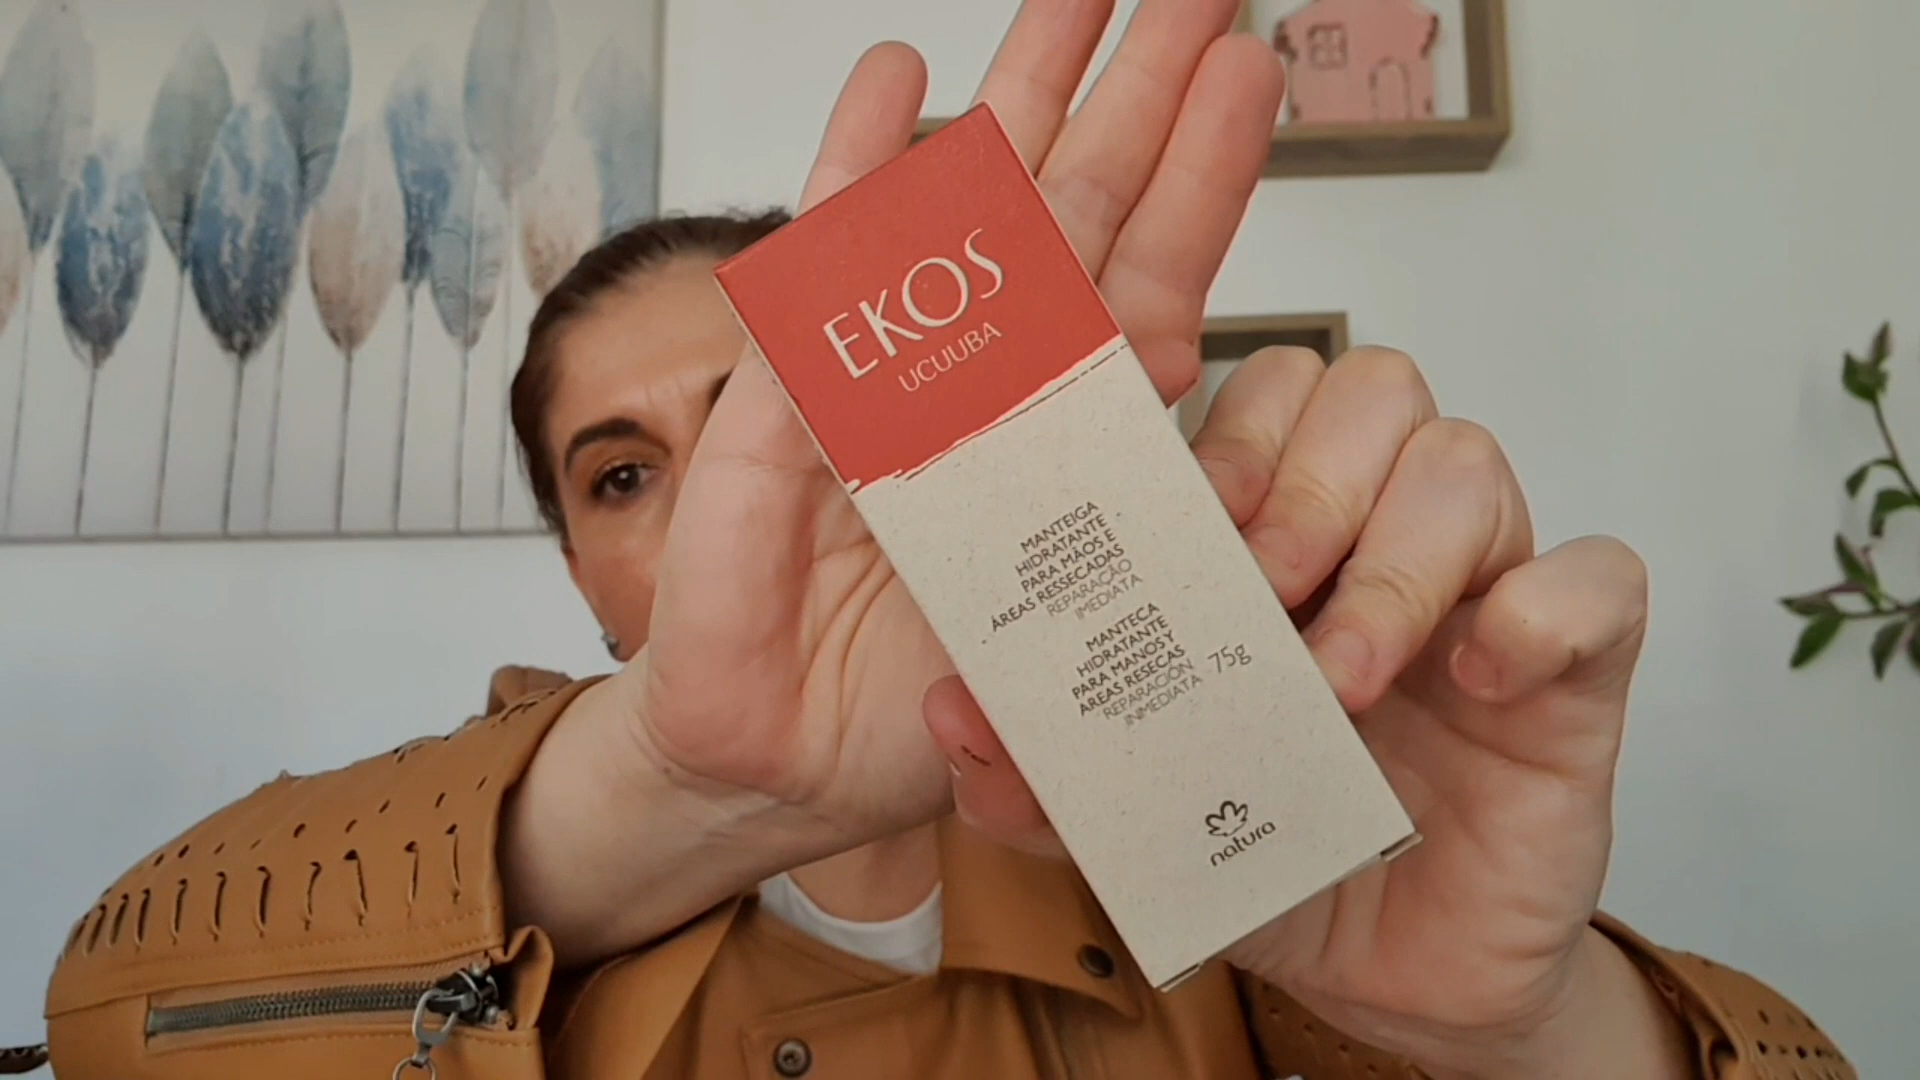 EKOS
UCUUBA
MANTEIGA
HIDRATANTE
PARA MÃOS E
ÁREAS RESSECADAS
REPARAÇÃO
IMEDIATA
MANTECA
HIDRATANTE
PARA MANOS Y
AREAS RESECAS
REPARACIÓN
INMEDIATA
75g
natura